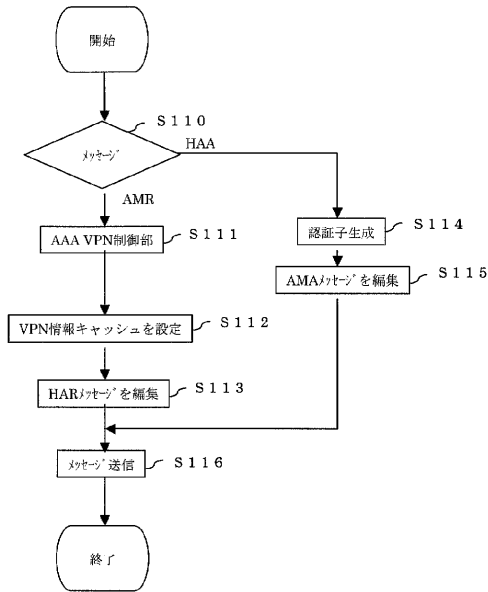 開始
S110
メッセージ
HAA
AMR
AAA VPN制御部
S111
認証子生成
S114
AMAメッセージを編集
S115
VPN情報キャッシュを設定
S112
HARメッセージを編集
S113
メッセージ送信
S116
終了